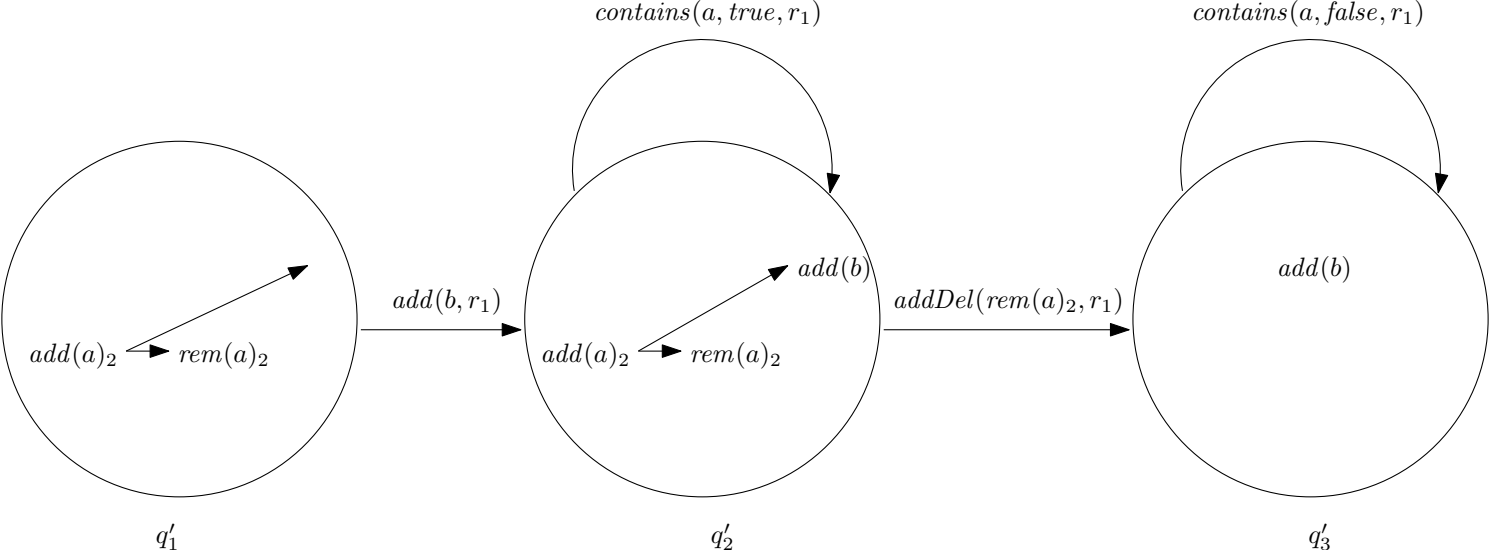 contains(a, true, r₁)
contains(a, false, r₁)
add(a)₂
rem(a)₂
add(b, r₁)
add(b)
add(a)₂
rem(a)₂
addDel(rem(a)₂, r₁)
add(b)
q′₁
q′₂
q′₃